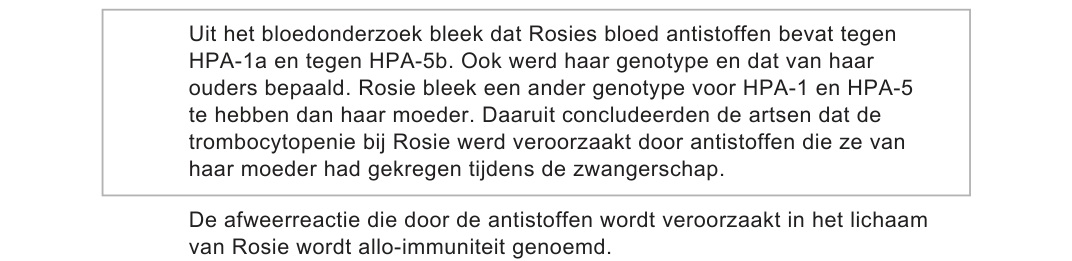 Uit het bloedonderzoek bleek dat Rosies bloed antistoffen bevat tegen
HPA-1a en tegen HPA-5b. Ook werd haar genotype en dat van haar
ouders bepaald. Rosie bleek een ander genotype voor HPA-1 en HPA-5
te hebben dan haar moeder. Daaruit concludeerden de artsen dat de
trombocytopenie bij Rosie werd veroorzaakt door antistoffen die ze van
haar moeder had gekregen tijdens de zwangerschap.
De afweerreactie die door de antistoffen wordt veroorzaakt in het lichaam
van Rosie wordt allo-immuniteit genoemd.